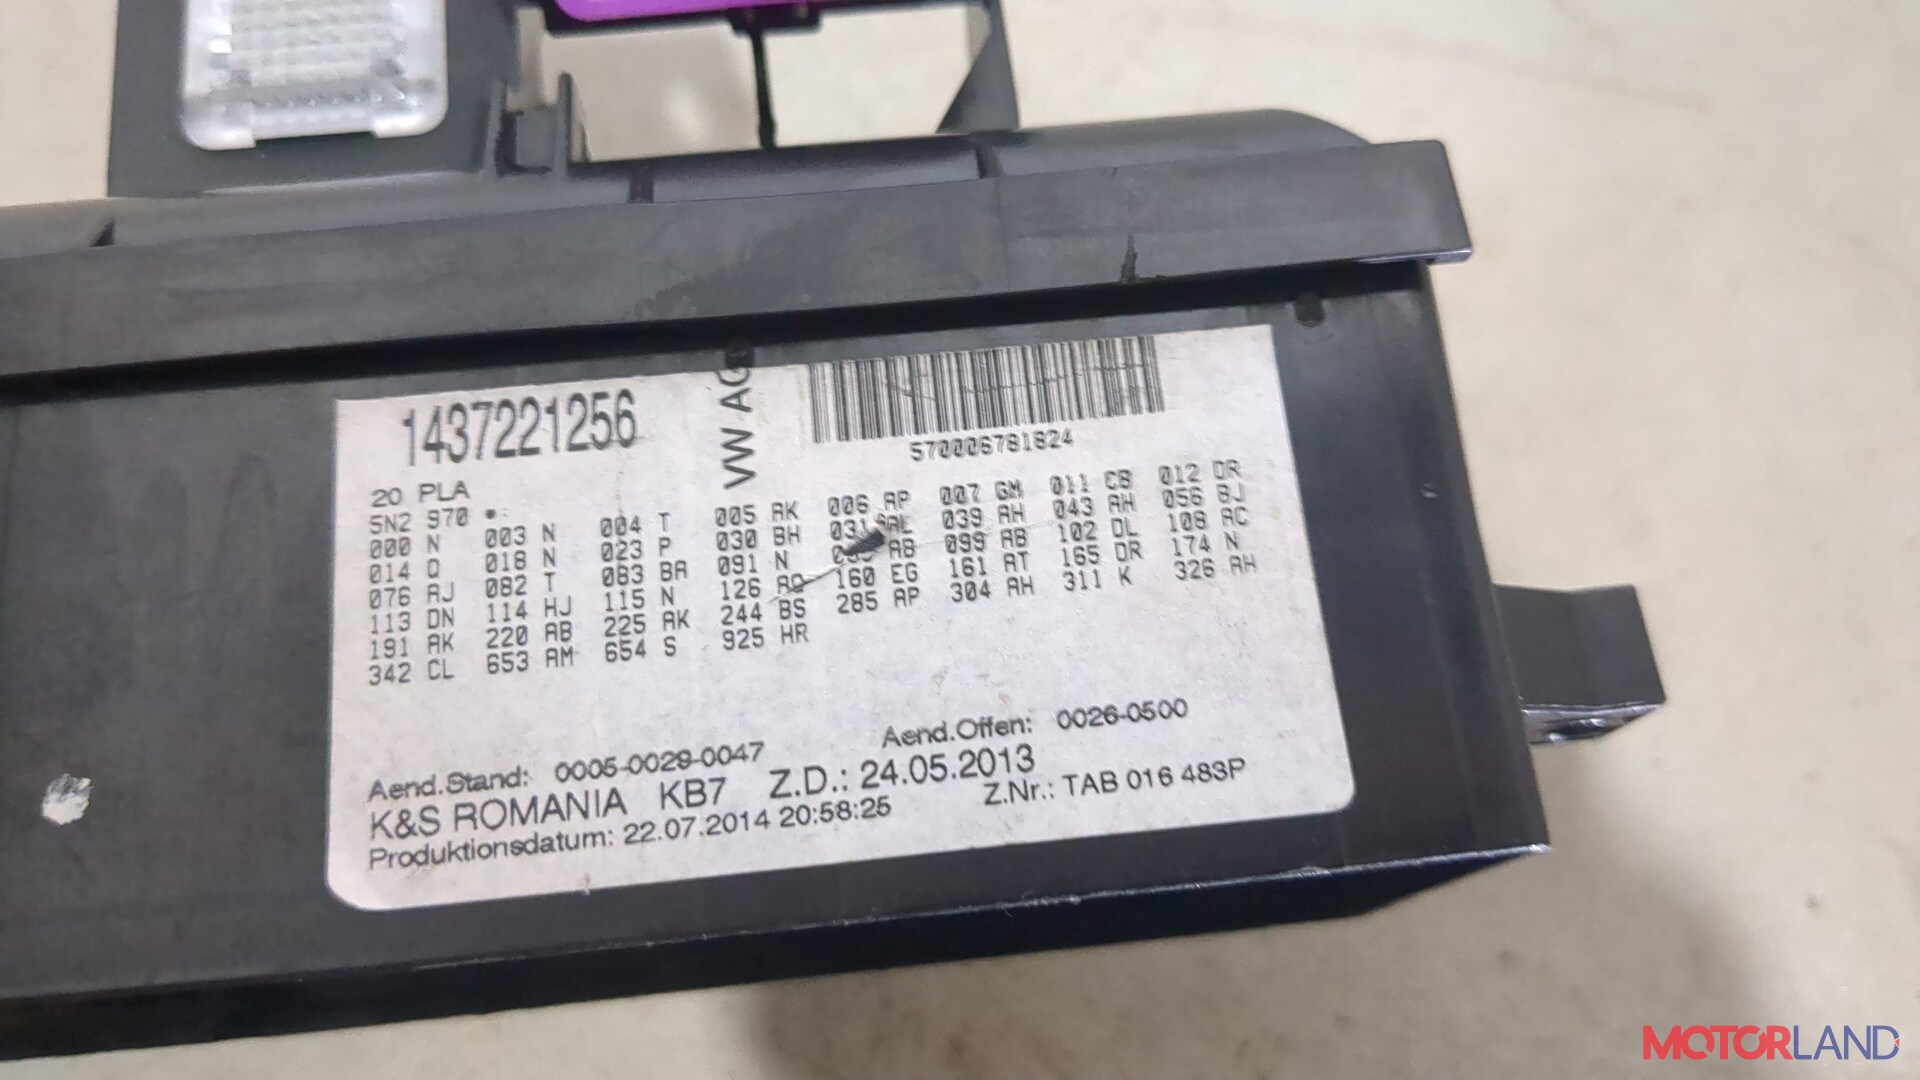 1437221256
VW AG
570006781824
20 PLA
5N2 970
000 N 003 N 004 T 005 AK 006 AP 007 GM 011 CB 012 DR
014 Q 018 N 023 P 030 BH 031 AL 039 AH 043 AH 056 BJ
076 AJ 082 T 083 BA 091 N AB 099 AB 102 DL 108 AC
113 DN 114 HJ 115 N 126 AQ 160 EG 161 AT 165 DR 174 N
191 AK 220 AB 225 AK 244 BS 285 AP 304 AH 311 K 326 AH
342 CL 653 AM 654 S 925 HR
Aend.Stand: 0005-0029-0047 Aend.Offen: 0026-0500
K&S ROMANIA KB7 Z.D.: 24.05.2013
Produktionsdatum: 22.07.2014 20:58:25 Z.Nr.: TAB 016 483P
MOTORLAND